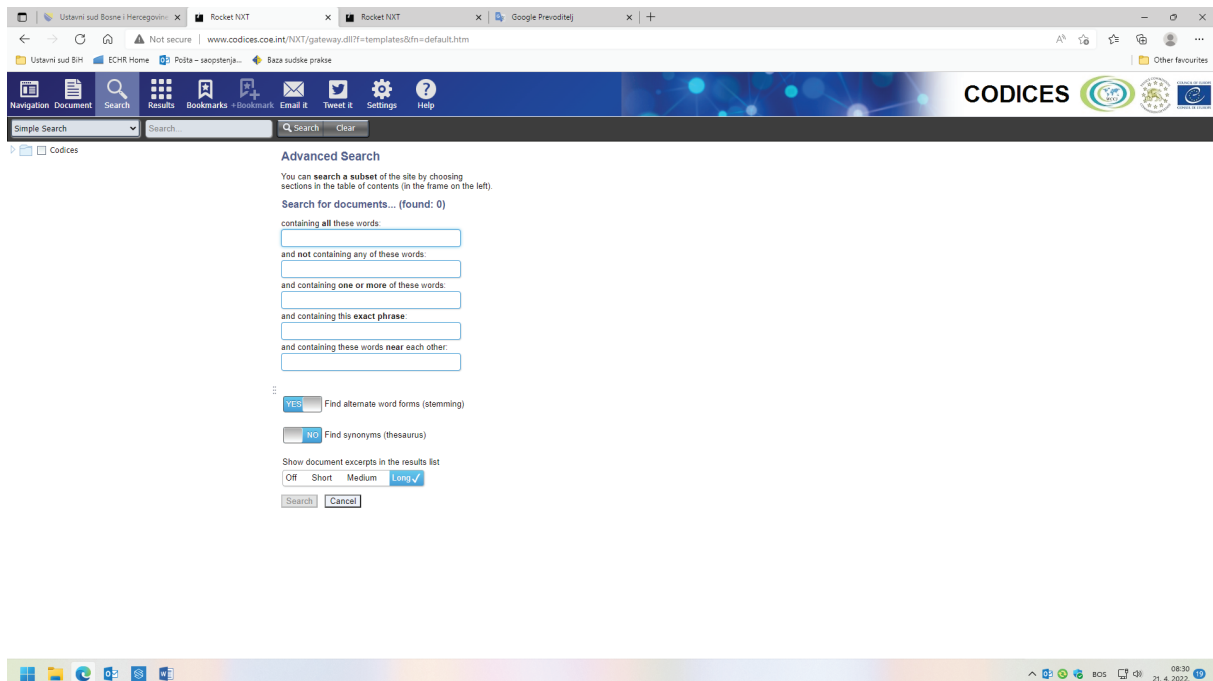 Ustavni sud Bosne i Hercegovine
Rocket NXT
Rocket NXT
Google Prevoditelj
Not secure | www.codices.coe.int/NXT/gateway.dll?f=templates&fn=default.htm
Ustavni sud BiH
ECHR Home
Pošta – saopstenja...
Baza sudske prakse
Other favourites
Navigation
Document
Search
Results
Bookmarks
+Bookmark
Email it
Tweet it
Settings
Help
CODICES
Simple Search
Search...
Search
Clear
Codices
Advanced Search
You can search a subset of the site by choosing
sections in the table of contents (in the frame on the left).
Search for documents... (found: 0)
containing all these words:
and not containing any of these words:
and containing one or more of these words:
and containing this exact phrase:
and containing these words near each other:
YES Find alternate word forms (stemming)
NO Find synonyms (thesaurus)
Show document excerpts in the results list
Off Short Medium Long
Search Cancel
BOS
08:30
21. 4. 2022.
19